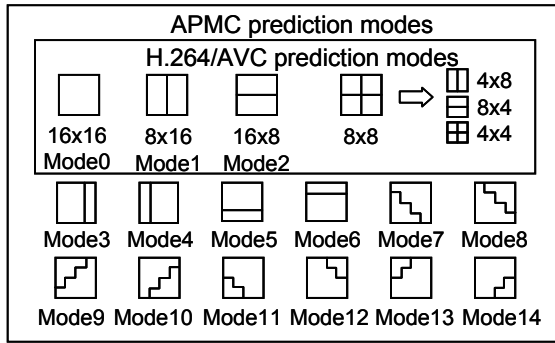 APMC prediction modes
H.264/AVC prediction modes
4x8
8x4
4x4
16x16 8x16 16x8 8x8
Mode0 Mode1 Mode2
Mode3 Mode4 Mode5 Mode6 Mode7 Mode8
Mode9 Mode10 Mode11 Mode12 Mode13 Mode14